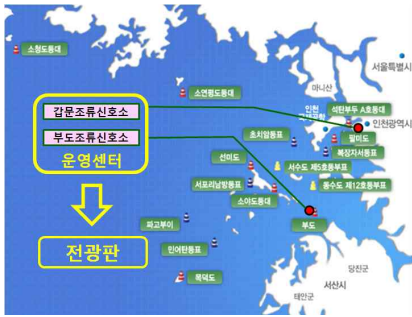 소청도등대
마니산
서울특별시
소연평도등대
석탄부두 A호등대
갑문조류신호소
인천
인천광역시
팔미도
부도조류신호소
초치암등표
북장자서등표
운영센터
선미도
서수도 제5호등부표
서포리남방등표
동수도 제12호등부표
소야도등대
파고부이
부도
전광판
민어탄등표
당진군
목덕도
서산시
태안군